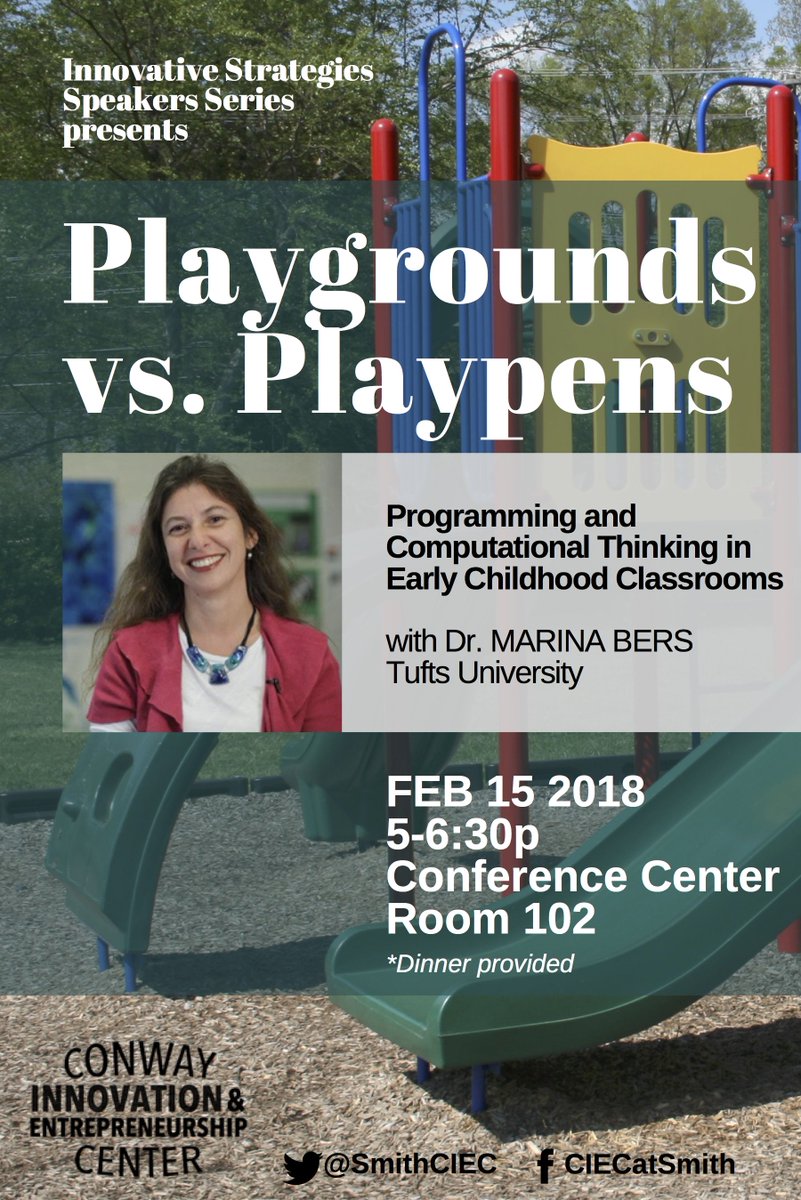 Innovative Strategies
Speakers Series
presents
Playgrounds
vs. Playpens
Programming and
Computational Thinking in
Early Childhood Classrooms
with Dr. MARINA BERS
Tufts University
FEB 15 2018
5-6:30p
Conference Center
Room 102
*Dinner provided
CONWAY
INNOVATION &
ENTREPRENEURSHIP
CENTER
@SmithCIEC
CIECatSmith